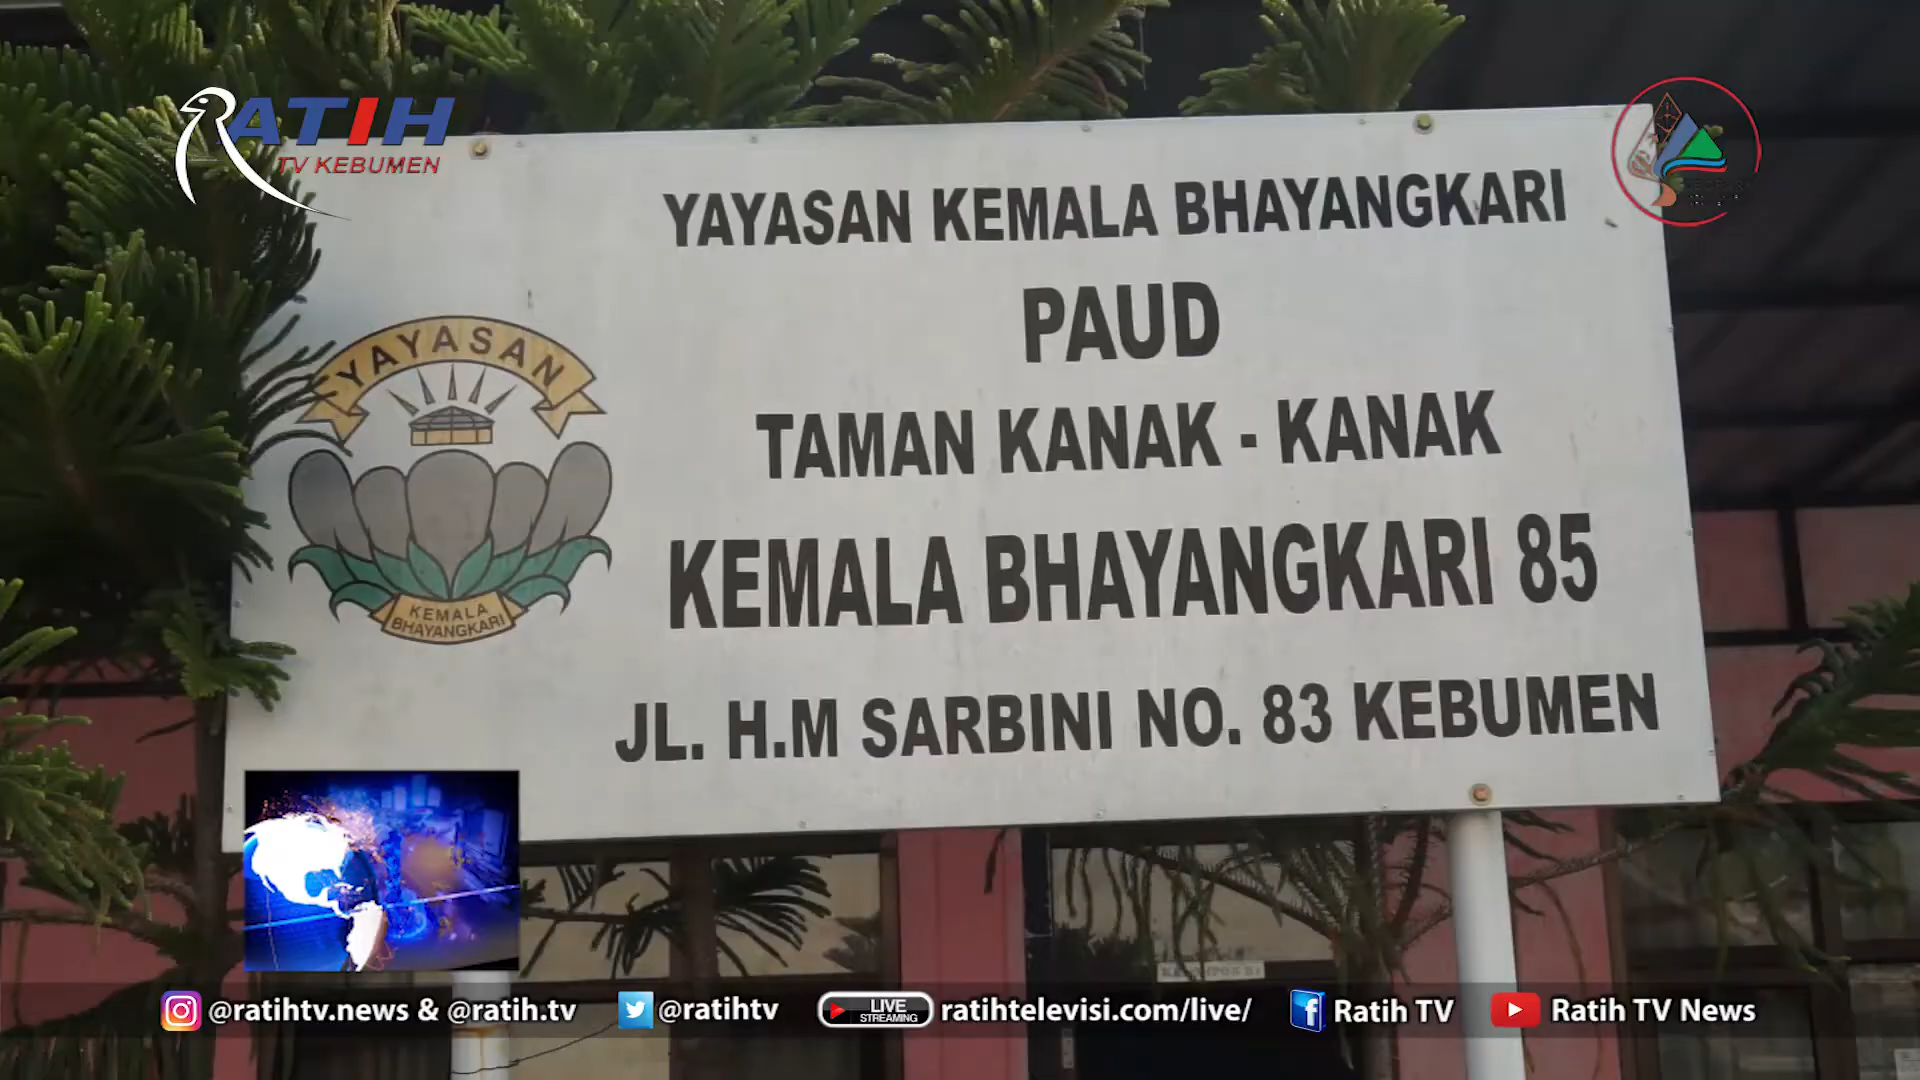 RATIH
TV KEBUMEN
YAYASAN KEMALA BHAYANGKARI
PAUD
TAMAN KANAK - KANAK
KEMALA BHAYANGKARI 85
JL. H.M SARBINI NO. 83 KEBUMEN
YAYASAN
KEMALA
BHAYANGKARI
@ratihtv.news & @ratih.tv
@ratihtv
LIVE
STREAMING
ratihtelevisi.com/live/
Ratih TV
Ratih TV News